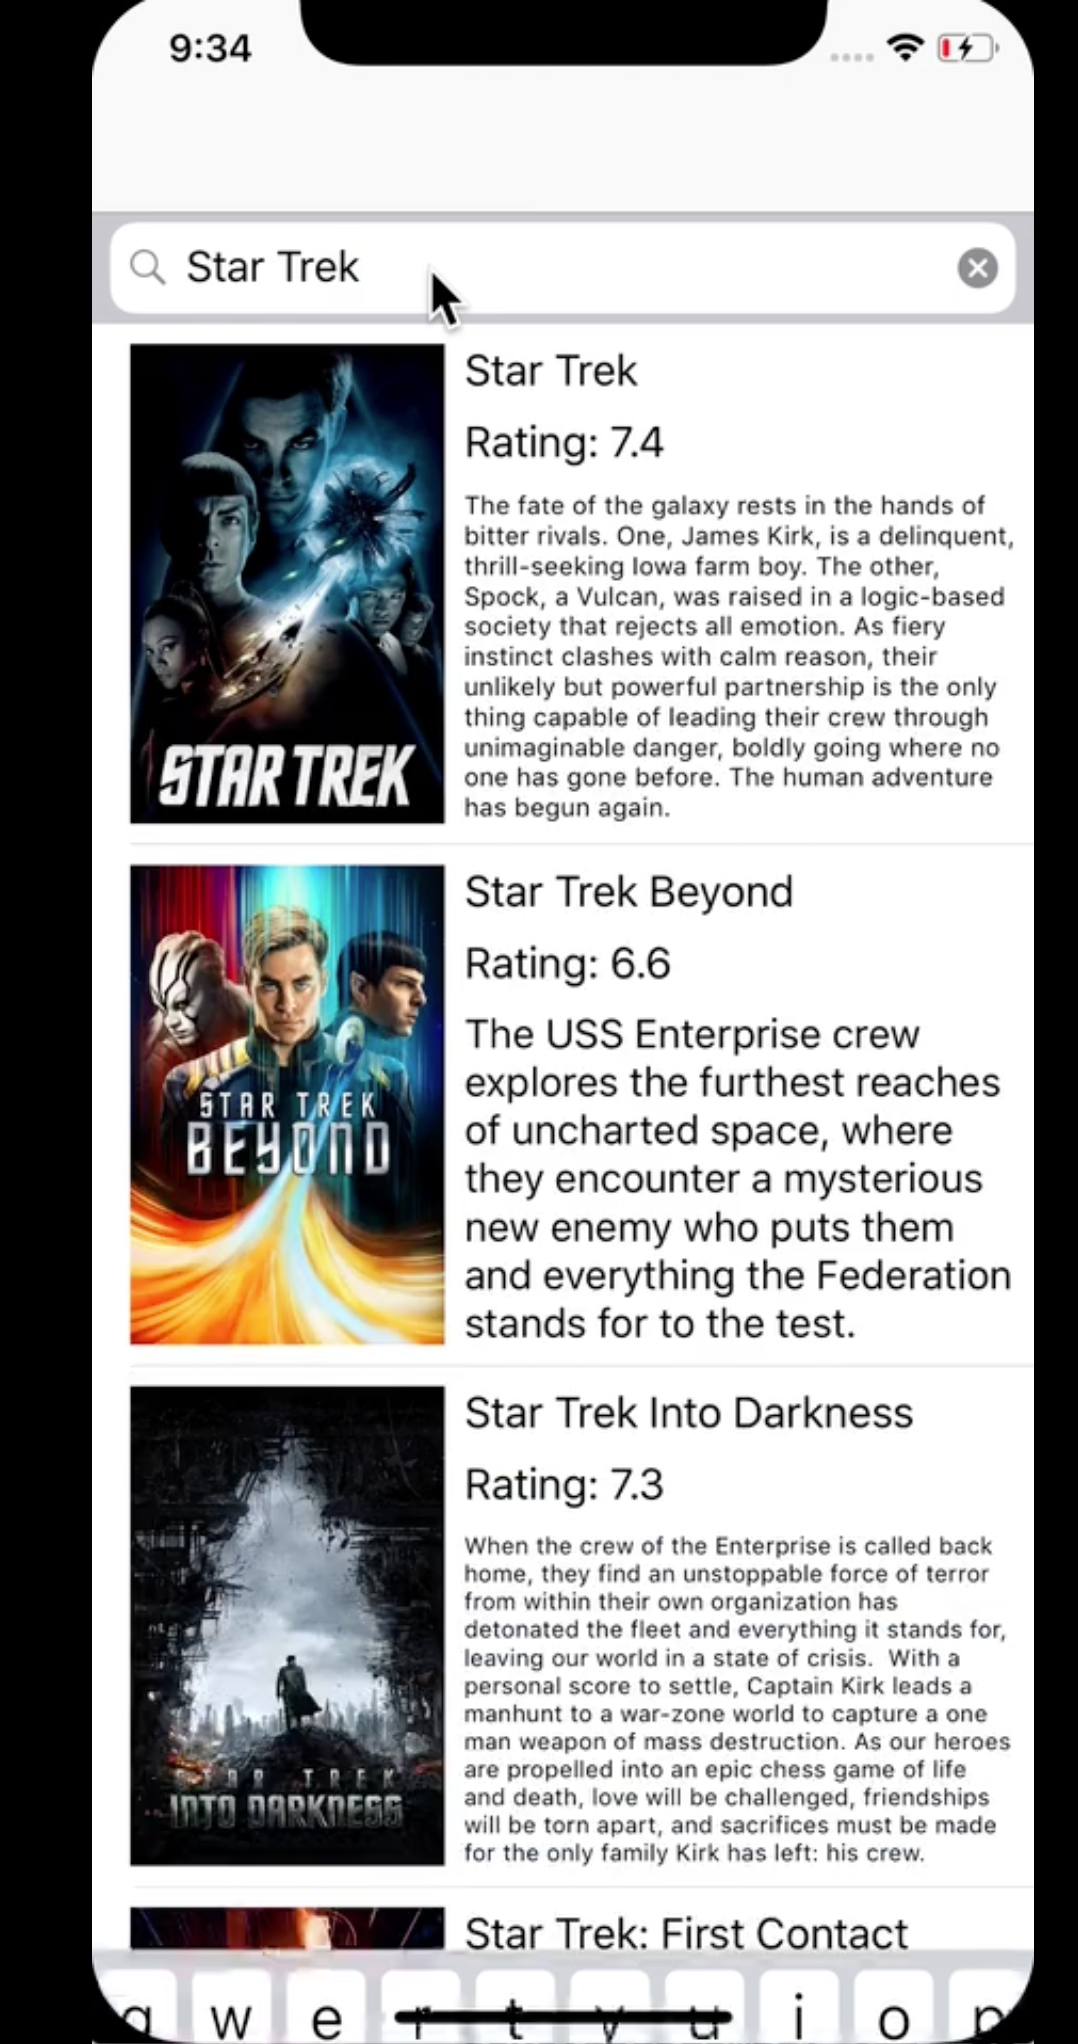 9:34
Star Trek
Star Trek
Rating: 7.4
The fate of the galaxy rests in the hands of
bitter rivals. One, James Kirk, is a delinquent,
thrill-seeking Iowa farm boy. The other,
Spock, a Vulcan, was raised in a logic-based
society that rejects all emotion. As fiery
instinct clashes with calm reason, their
unlikely but powerful partnership is the only
thing capable of leading their crew through
unimaginable danger, boldly going where no
one has gone before. The human adventure
has begun again.
STAR TREK
Star Trek Beyond
Rating: 6.6
The USS Enterprise crew
explores the furthest reaches
of uncharted space, where
they encounter a mysterious
new enemy who puts them
and everything the Federation
stands for to the test.
STAR TREK
BEYOND
Star Trek Into Darkness
Rating: 7.3
When the crew of the Enterprise is called back
home, they find an unstoppable force of terror
from within their own organization has
detonated the fleet and everything it stands for,
leaving our world in a state of crisis.  With a
personal score to settle, Captain Kirk leads a
manhunt to a war-zone world to capture a one
man weapon of mass destruction. As our heroes
are propelled into an epic chess game of life
and death, love will be challenged, friendships
will be torn apart, and sacrifices must be made
for the only family Kirk has left: his crew.
STAR TREK
INTO DARKNESS
Star Trek: First Contact
q w e r t y u i o p